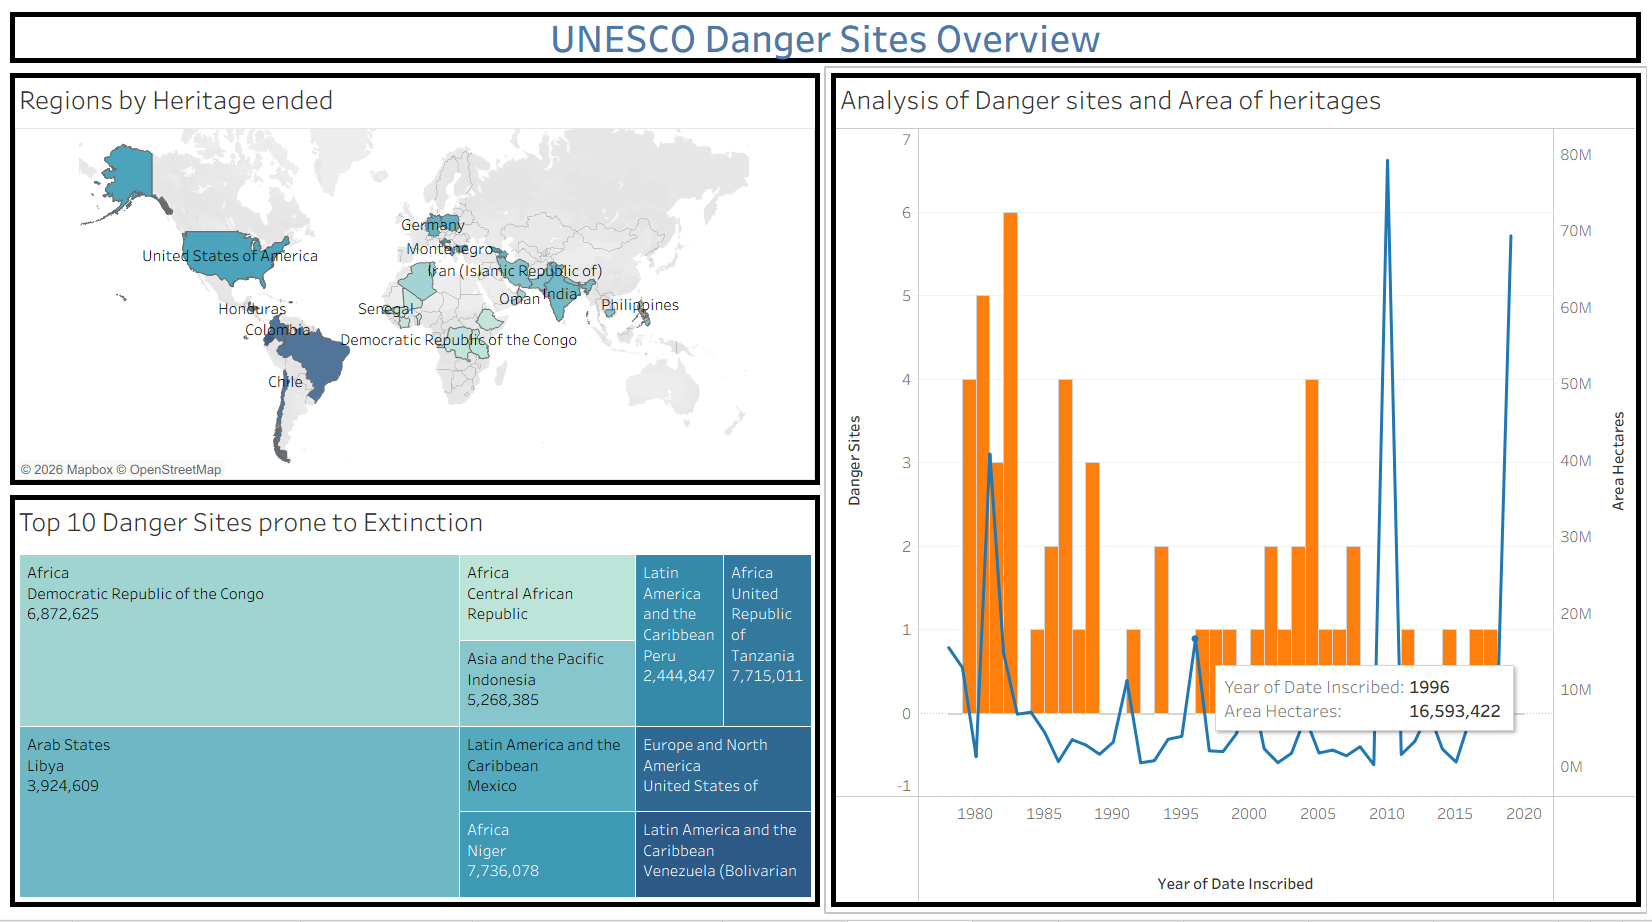 UNESCO Danger Sites Overview
Regions by Heritage ended
United States of America
Honduras
Colombia
Chile
Germany
Montenegro
Iran (Islamic Republic of)
Oman
India
Senegal
Philippines
Democratic Republic of the Congo
© 2026 Mapbox © OpenStreetMap
Top 10 Danger Sites prone to Extinction
Africa
Democratic Republic of the Congo
6,872,625
Africa
Central African
Republic
Asia and the Pacific
Indonesia
5,268,385
Latin
America
and the
Caribbean
Peru
2,444,847
Africa
United
Republic
of
Tanzania
7,715,011
Arab States
Libya
3,924,609
Latin America and the
Caribbean
Mexico
Africa
Niger
7,736,078
Europe and North
America
United States of
Latin America and the
Caribbean
Venezuela (Bolivarian
Analysis of Danger sites and Area of heritages
7
6
5
4
3
2
1
0
-1
Danger Sites
80M
70M
60M
50M
40M
30M
20M
10M
0M
Area Hectares
Year of Date Inscribed: 1996
Area Hectares: 16,593,422
1980
1985
1990
1995
2000
2005
2010
2015
2020
Year of Date Inscribed